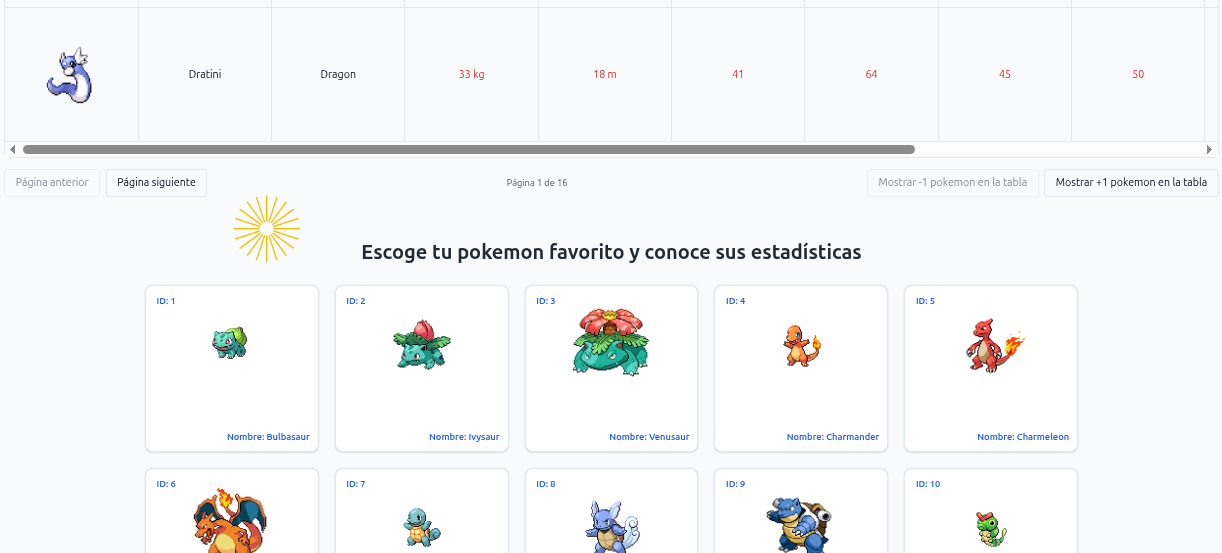 Dratini Dragon 33 kg 18 m 41 64 45 50
Página anterior Página siguiente Página 1 de 16 Mostrar -1 pokemon en la tabla Mostrar +1 pokemon en la tabla
Escoge tu pokemon favorito y conoce sus estadísticas
ID: 1 ID: 2 ID: 3 ID: 4 ID: 5
Nombre: Bulbasaur Nombre: Ivysaur Nombre: Venusaur Nombre: Charmander Nombre: Charmeleon
ID: 6 ID: 7 ID: 8 ID: 9 ID: 10